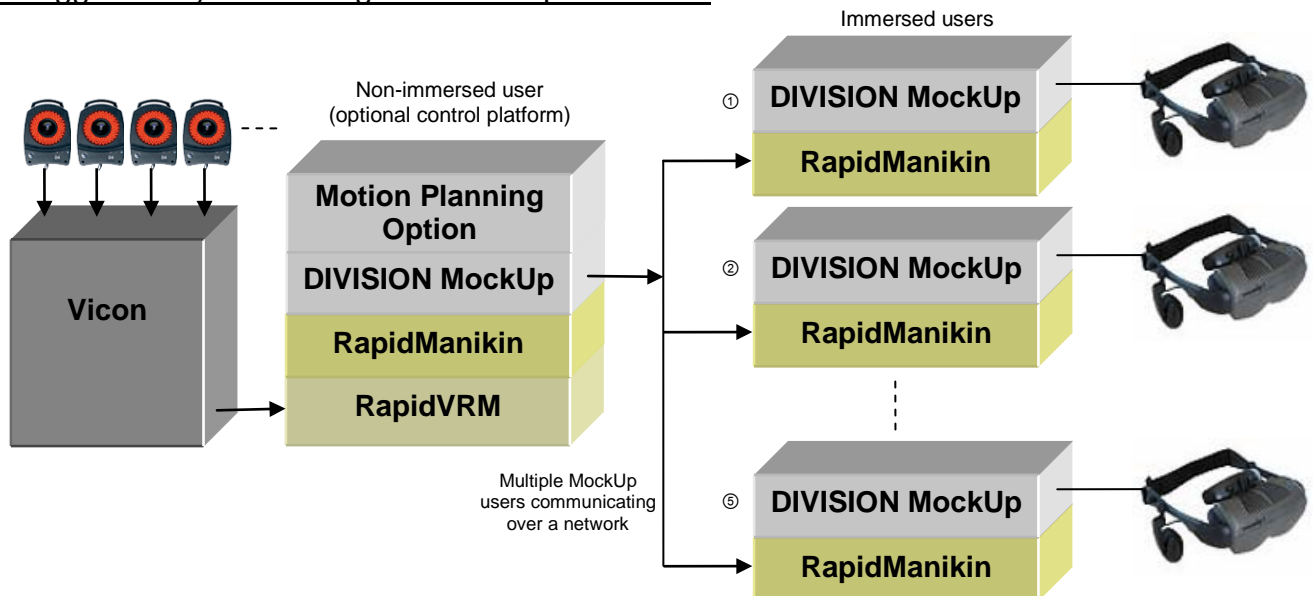 Immersed users
Non-immersed user
(optional control platform)
①
DIVISION MockUp
RapidManikin
Motion Planning
Option
DIVISION MockUp
RapidManikin
RapidVRM
Vicon
②
DIVISION MockUp
RapidManikin
Multiple MockUp
users communicating
over a network
⑤
DIVISION MockUp
RapidManikin